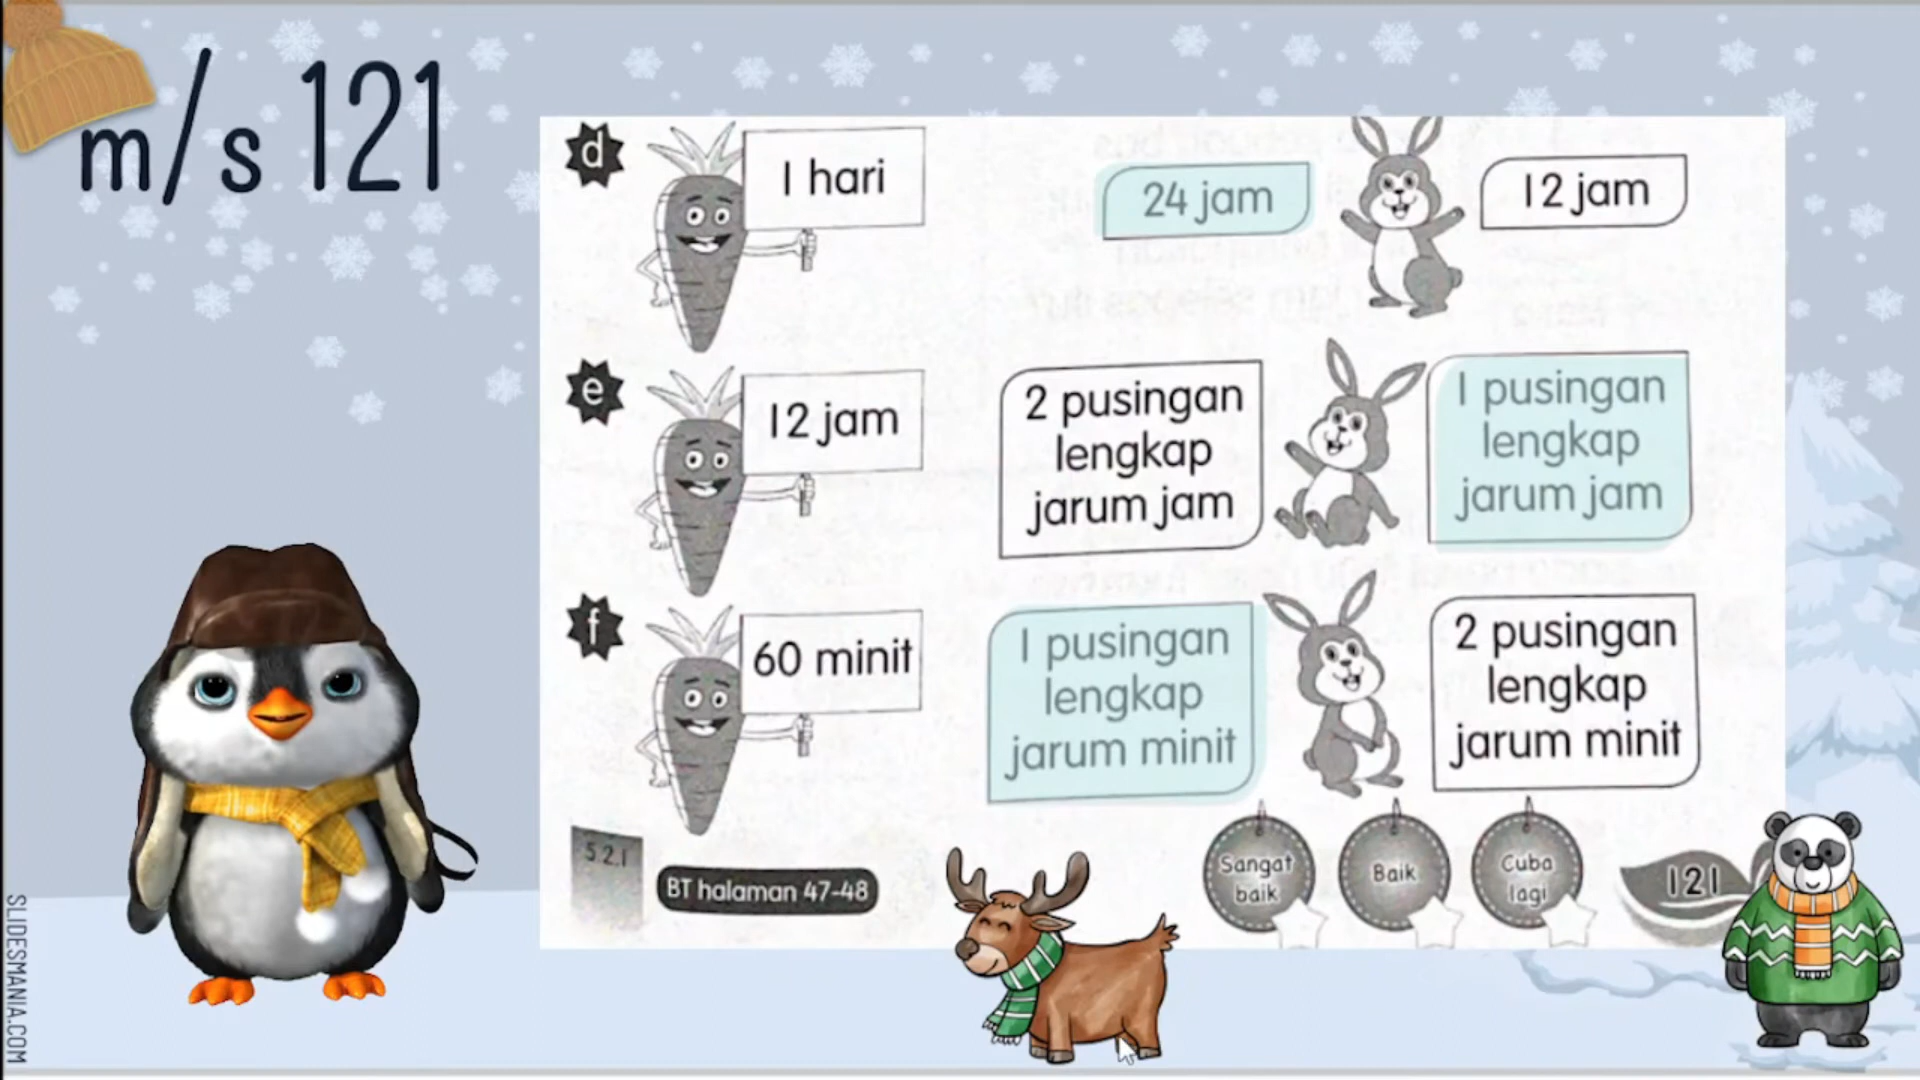 m/s 121
d
1 hari
24 jam
12 jam
e
12 jam
2 pusingan
lengkap
jarum jam
1 pusingan
lengkap
jarum jam
f
60 minit
1 pusingan
lengkap
jarum minit
2 pusingan
lengkap
jarum minit
5.2.1
BT halaman 47-48
Sangat
baik
Baik
Cuba
lagi
121
SLIDESMANIA.COM